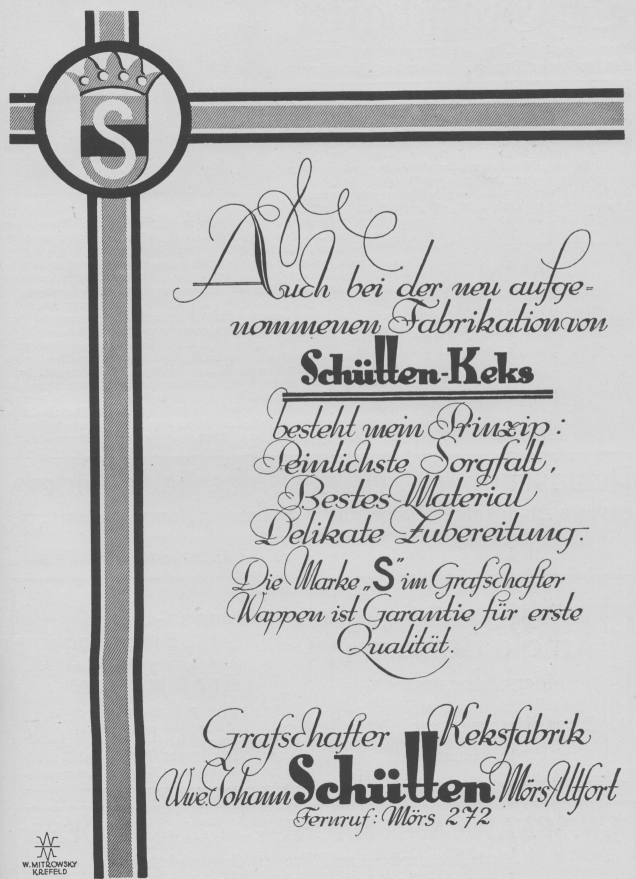 S
Auch bei der neu aufge=
nommenen Fabrikation von
Schütten-Keks
besteht mein Prinzip:
Peinlichste Sorgfalt,
Bestes Material
Delikate Zubereitung.
Die Marke „S" im Grafschafter
Wappen ist Garantie für erste
Qualität.
Grafschafter Keksfabrik
Wwe. Johann Schütten Mörs/Utfort
Fernruf: Mörs 272
W. MITROWSKY
KREFELD